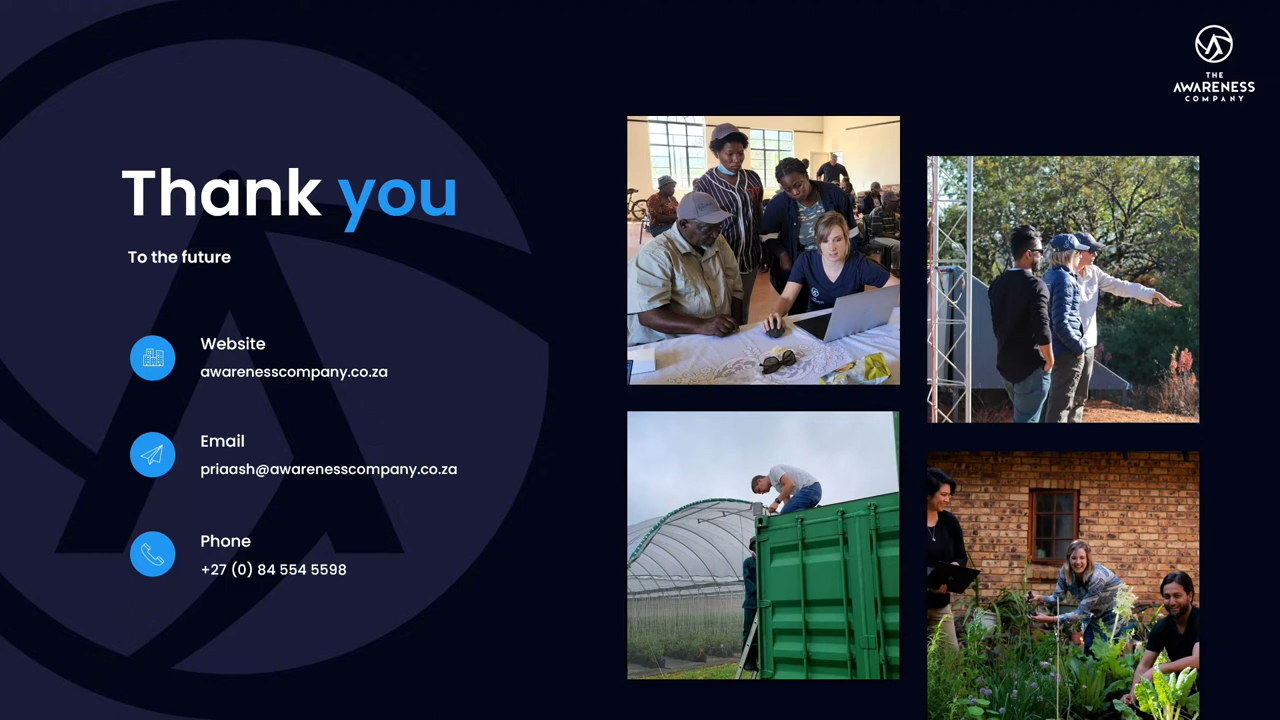 THE
AWARENESS
COMPANY
Thank you
To the future
Website
awarenesscompany.co.za
Email
priaash@awarenesscompany.co.za
Phone
+27 (0) 84 554 5598